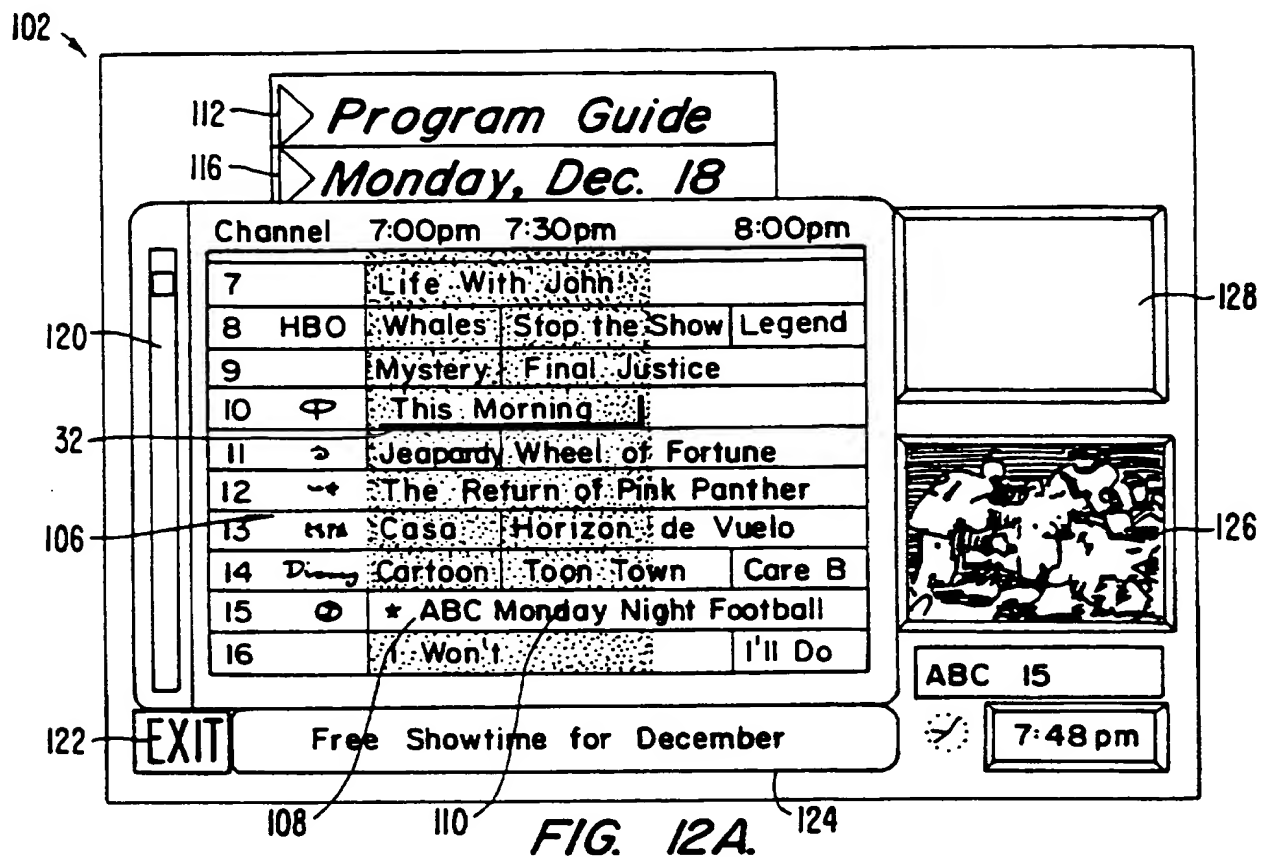 102
112 Program Guide
116 Monday, Dec. 18
Channel 7:00pm 7:30pm 8:00pm
7 Life With John
8 HBO Whales Stop the Show Legend
128
120
9 Mystery Final Justice
10 This Morning
32
11 Jeapardy Wheel of Fortune
12 The Return of Pink Panther
13 Casa Horizon de Vuelo
106
126
14 Disney Cartoon Toon Town Care B
15 * ABC Monday Night Football
16 I Won't I'll Do
ABC 15
122 EXIT Free Showtime for December 7:48 pm
108 110 124
FIG. 12A.